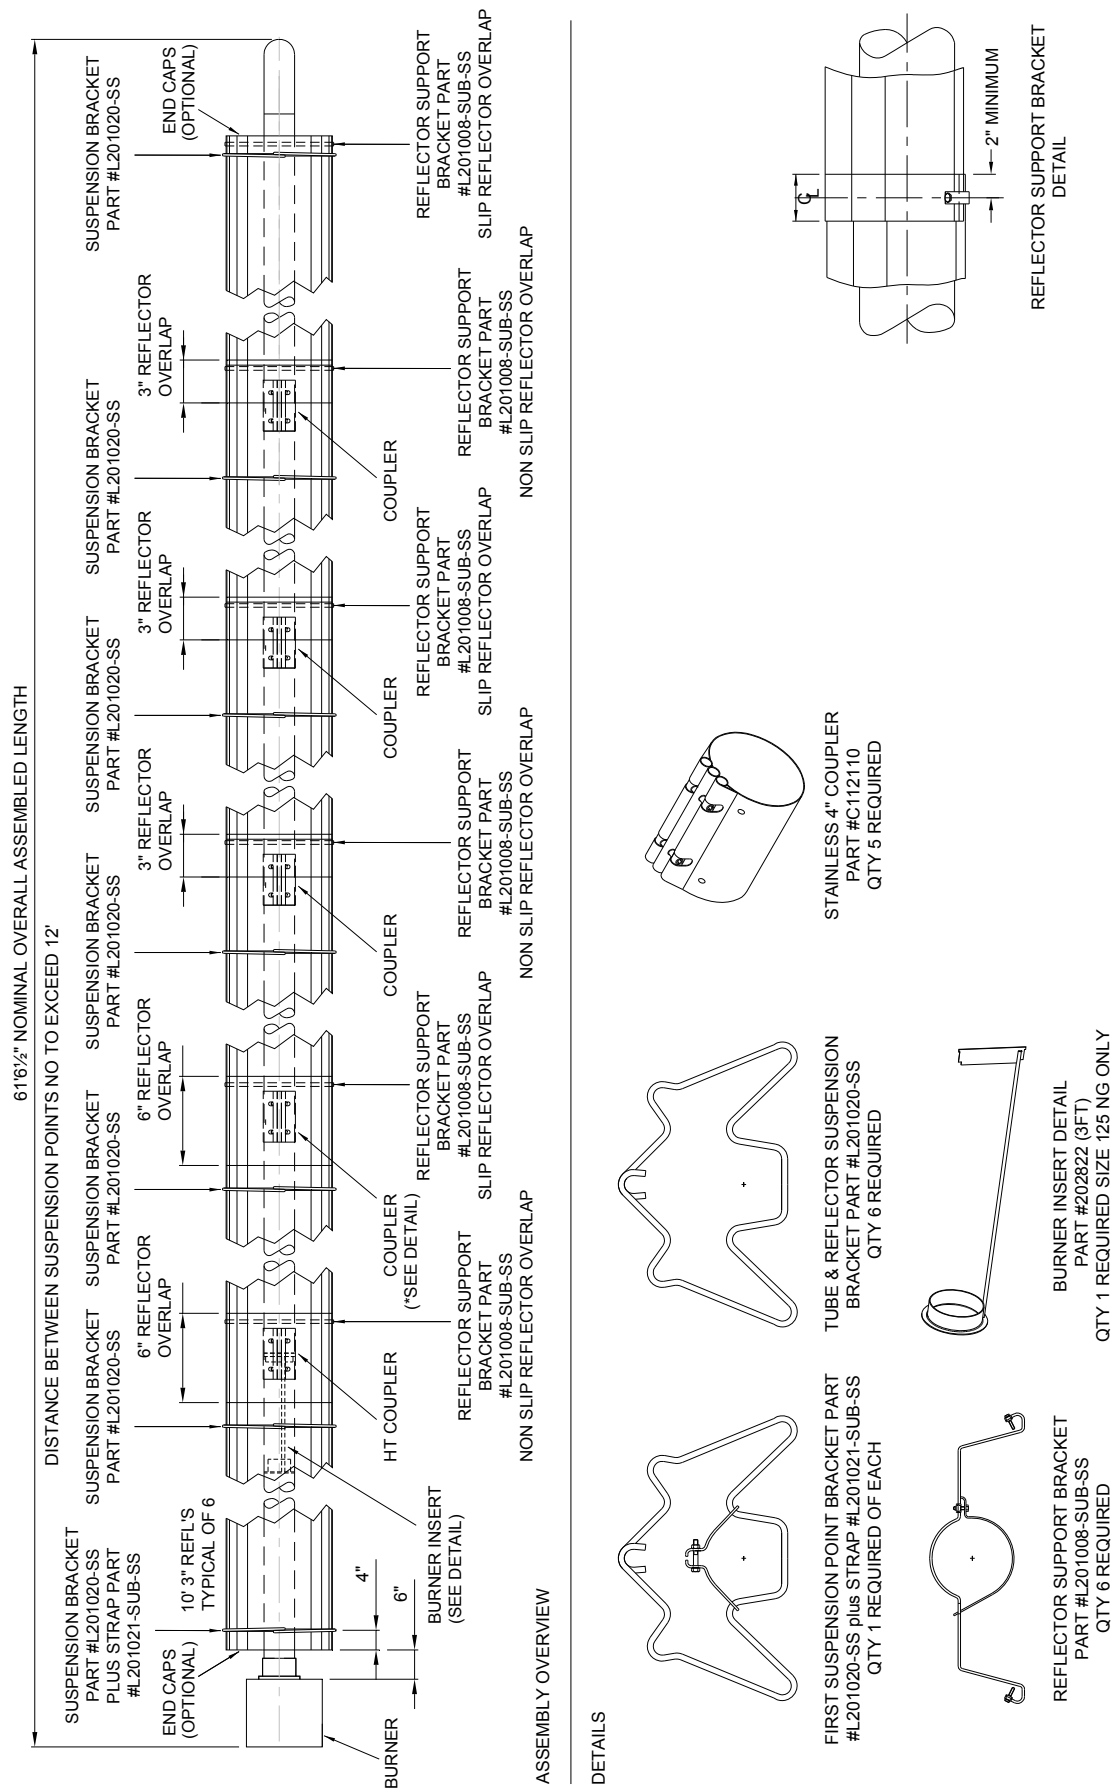 61'6½" NOMINAL OVERALL ASSEMBLED LENGTH
DISTANCE BETWEEN SUSPENSION POINTS NO TO EXCEED 12'
SUSPENSION BRACKET
PART #L201020-SS
PLUS STRAP PART
#L201021-SUB-SS
END CAPS
(OPTIONAL)
10' 3" REFL'S
TYPICAL OF 6
SUSPENSION BRACKET
PART #L201020-SS
6" REFLECTOR
OVERLAP
SUSPENSION BRACKET
PART #L201020-SS
6" REFLECTOR
OVERLAP
SUSPENSION BRACKET
PART #L201020-SS
3" REFLECTOR
OVERLAP
SUSPENSION BRACKET
PART #L201020-SS
3" REFLECTOR
OVERLAP
SUSPENSION BRACKET
PART #L201020-SS
3" REFLECTOR
OVERLAP
SUSPENSION BRACKET
PART #L201020-SS
END CAPS
(OPTIONAL)
BURNER
4"
6"
BURNER INSERT
(SEE DETAIL)
HT COUPLER
REFLECTOR SUPPORT
BRACKET PART
#L201008-SUB-SS
NON SLIP REFLECTOR OVERLAP
COUPLER
(*SEE DETAIL)
REFLECTOR SUPPORT
BRACKET PART
#L201008-SUB-SS
SLIP REFLECTOR OVERLAP
COUPLER
REFLECTOR SUPPORT
BRACKET PART
#L201008-SUB-SS
NON SLIP REFLECTOR OVERLAP
COUPLER
REFLECTOR SUPPORT
BRACKET PART
#L201008-SUB-SS
SLIP REFLECTOR OVERLAP
COUPLER
REFLECTOR SUPPORT
BRACKET PART
#L201008-SUB-SS
NON SLIP REFLECTOR OVERLAP
REFLECTOR SUPPORT
BRACKET PART
#L201008-SUB-SS
SLIP REFLECTOR OVERLAP
ASSEMBLY OVERVIEW
DETAILS
FIRST SUSPENSION POINT BRACKET PART
#L201020-SS plus STRAP #L201021-SUB-SS
QTY 1 REQUIRED OF EACH
TUBE & REFLECTOR SUSPENSION
BRACKET PART #L201020-SS
QTY 6 REQUIRED
STAINLESS 4" COUPLER
PART #C112110
QTY 5 REQUIRED
REFLECTOR SUPPORT BRACKET
PART #L201008-SUB-SS
QTY 6 REQUIRED
BURNER INSERT DETAIL
PART #202822 (3FT)
QTY 1 REQUIRED SIZE 125 NG ONLY
CL
2" MINIMUM
REFLECTOR SUPPORT BRACKET
DETAIL